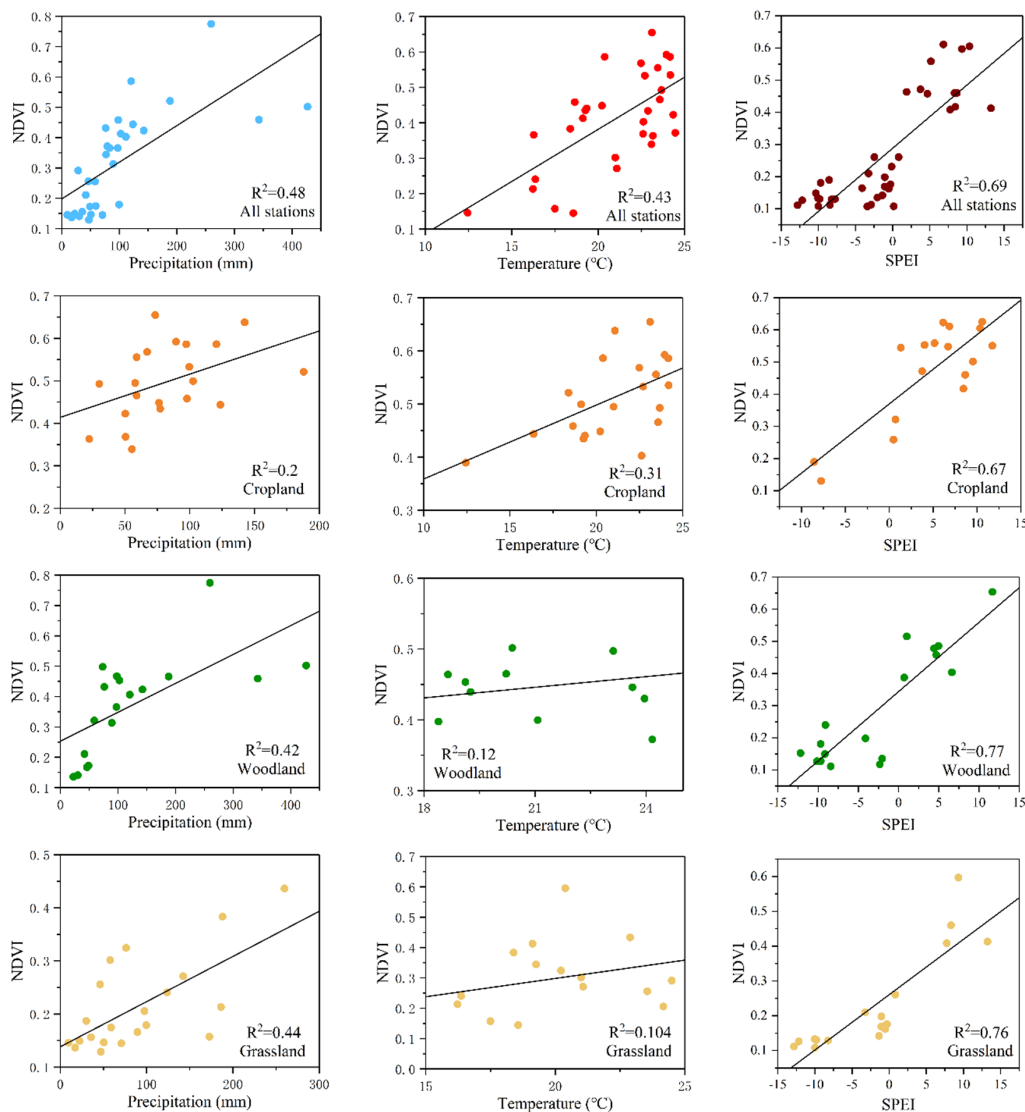 0.8
0.7
0.6
0.5
0.4
0.3
0.2
0.1
NDVI
R²=0.48
All stations
0 100 200 300 400
Precipitation (mm)
0.7
0.6
0.5
0.4
0.3
0.2
0.1
NDVI
R²=0.43
All stations
10 15 20 25
Temperature (℃)
0.7
0.6
0.5
0.4
0.3
0.2
0.1
NDVI
R²=0.69
All stations
-15 -10 -5 0 5 10 15
SPEI
0.7
0.6
0.5
0.4
0.3
0.2
NDVI
R²=0.2
Cropland
0 50 100 150 200
Precipitation (mm)
0.7
0.6
0.5
0.4
0.3
NDVI
R²=0.31
Cropland
10 15 20 25
Temperature (℃)
0.7
0.6
0.5
0.4
0.3
0.2
0.1
NDVI
R²=0.67
Cropland
-10 -5 0 5 10 15
SPEI
0.8
0.7
0.6
0.5
0.4
0.3
0.2
0.1
NDVI
R²=0.42
Woodland
0 100 200 300 400
Precipitation (mm)
0.6
0.4
0.3
NDVI
R²=0.12
Woodland
18 21 24
Temperature (℃)
0.7
0.6
0.5
0.4
0.3
0.2
0.1
NDVI
R²=0.77
Woodland
-15 -10 -5 0 5 10 15
SPEI
0.5
0.4
0.3
0.2
0.1
NDVI
R²=0.44
Grassland
0 100 200 300
Precipitation (mm)
0.7
0.6
0.5
0.4
0.3
0.2
0.1
0.0
NDVI
R²=0.104
Grassland
15 20 25
Temperature (℃)
0.7
0.6
0.5
0.4
0.3
0.2
0.1
NDVI
R²=0.76
Grassland
-10 -5 0 5 10 15
SPEI